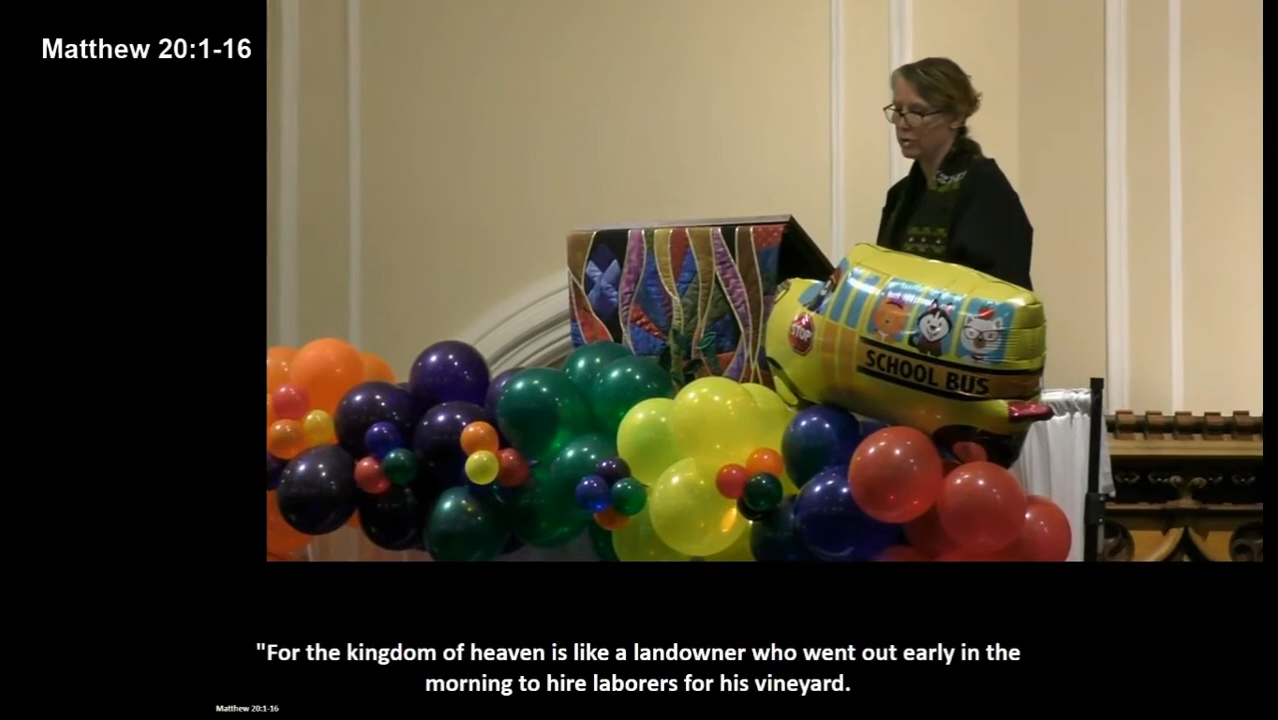 Matthew 20:1-16
STOP
SCHOOL BUS
"For the kingdom of heaven is like a landowner who went out early in the
morning to hire laborers for his vineyard.
Matthew 20:1-16